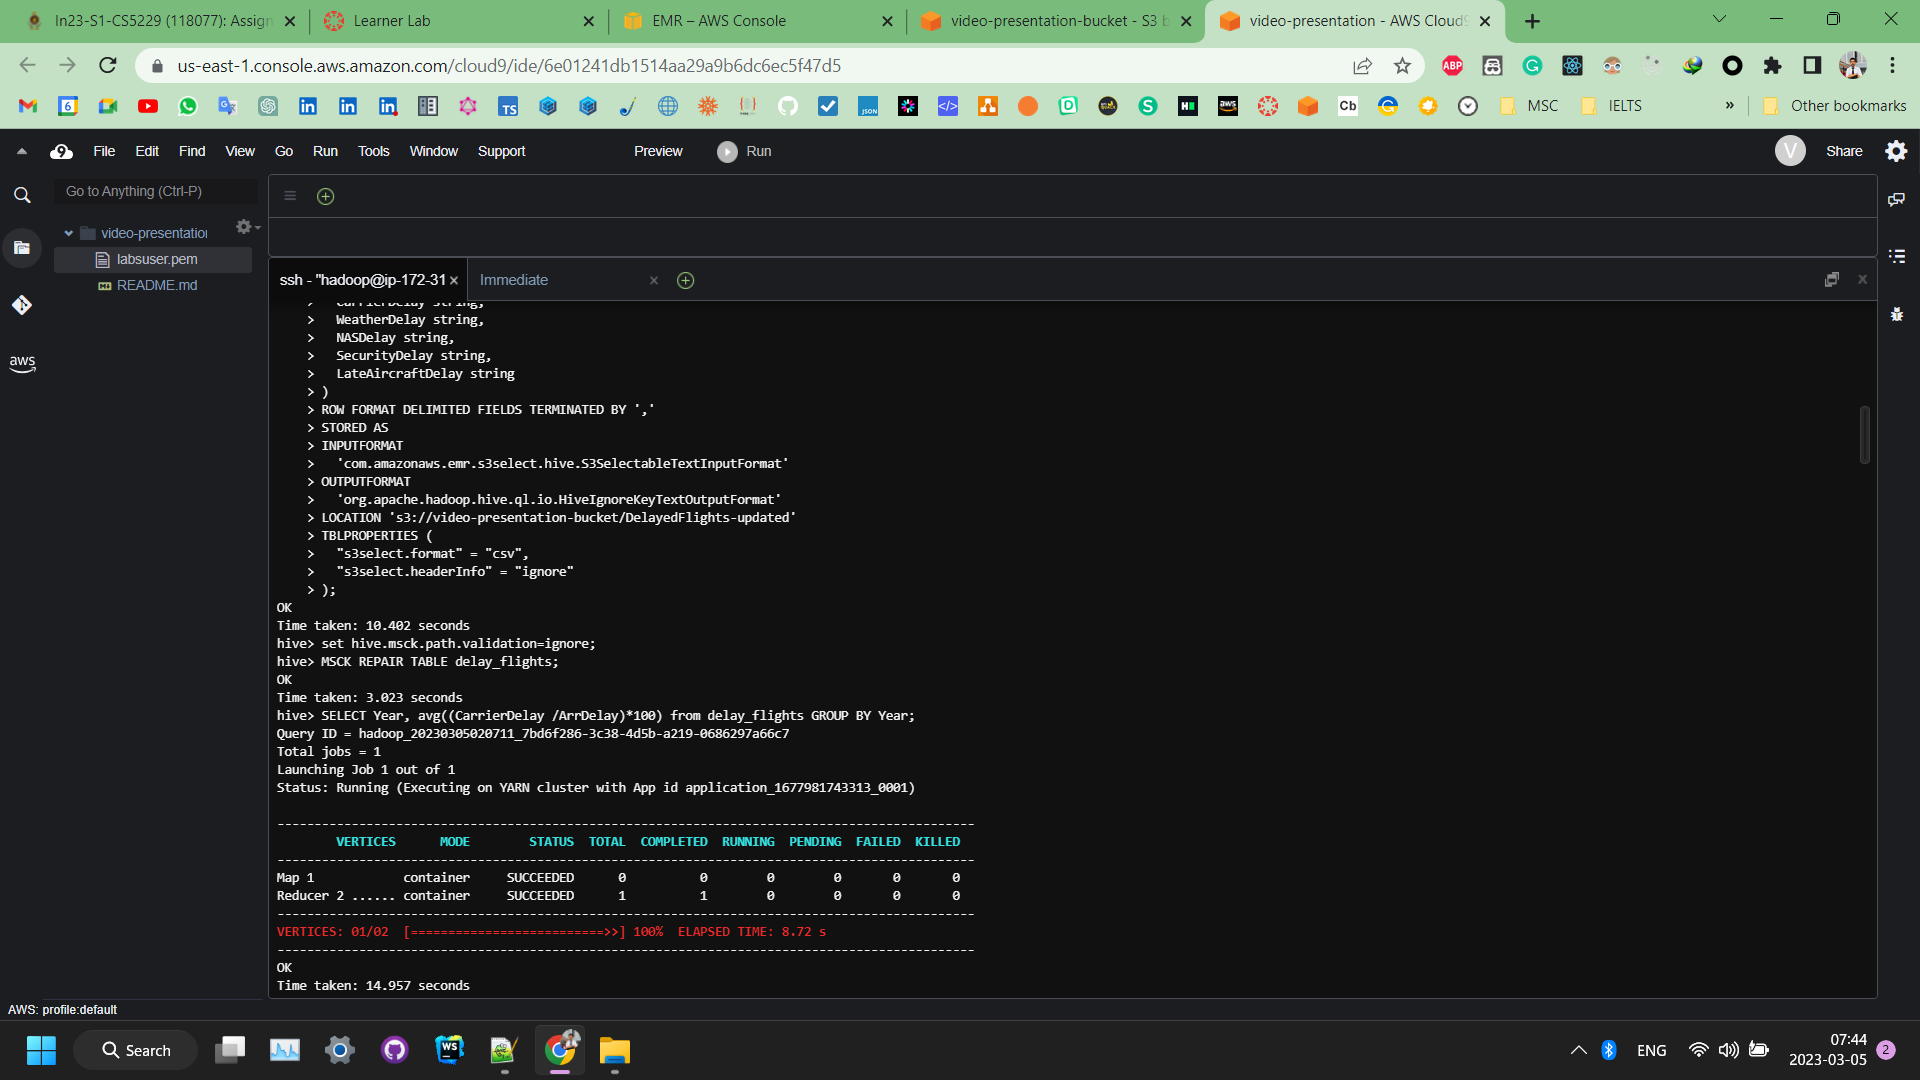 In23-S1-CS5229 (118077): Assign
Learner Lab
EMR – AWS Console
video-presentation-bucket - S3 b
video-presentation - AWS Cloud9
us-east-1.console.aws.amazon.com/cloud9/ide/6e01241db1514aa29a9b6dc6ec5f47d5
ABP
6
TS
JSON
aws
Cb
MSC
IELTS
»
Other bookmarks
9
File Edit Find View Go Run Tools Window Support Preview Run
V
Share
Go to Anything (Ctrl-P)
video-presentation
labsuser.pem
README.md
aws
ssh - "hadoop@ip-172-31
Immediate
> CarrierDelay string,
> WeatherDelay string,
> NASDelay string,
> SecurityDelay string,
> LateAircraftDelay string
> )
> ROW FORMAT DELIMITED FIELDS TERMINATED BY ','
> STORED AS
> INPUTFORMAT
> 'com.amazonaws.emr.s3select.hive.S3SelectableTextInputFormat'
> OUTPUTFORMAT
> 'org.apache.hadoop.hive.ql.io.HiveIgnoreKeyTextOutputFormat'
> LOCATION 's3://video-presentation-bucket/DelayedFlights-updated'
> TBLPROPERTIES (
> "s3select.format" = "csv",
> "s3select.headerInfo" = "ignore"
> );
OK
Time taken: 10.402 seconds
hive> set hive.msck.path.validation=ignore;
hive> MSCK REPAIR TABLE delay_flights;
OK
Time taken: 3.023 seconds
hive> SELECT Year, avg((CarrierDelay /ArrDelay)*100) from delay_flights GROUP BY Year;
Query ID = hadoop_20230305020711_7bd6f286-3c38-4d5b-a219-0686297a66c7
Total jobs = 1
Launching Job 1 out of 1
Status: Running (Executing on YARN cluster with App id application_1677981743313_0001)
----------------------------------------------------------------------------------------------
VERTICES MODE STATUS TOTAL COMPLETED RUNNING PENDING FAILED KILLED
----------------------------------------------------------------------------------------------
Map 1 container SUCCEEDED 0 0 0 0 0 0
Reducer 2 ...... container SUCCEEDED 1 1 0 0 0 0
----------------------------------------------------------------------------------------------
VERTICES: 01/02 [==========================>>] 100% ELAPSED TIME: 8.72 s
----------------------------------------------------------------------------------------------
OK
Time taken: 14.957 seconds
AWS: profile:default
Search
WS
ENG
07:44
2023-03-05
2